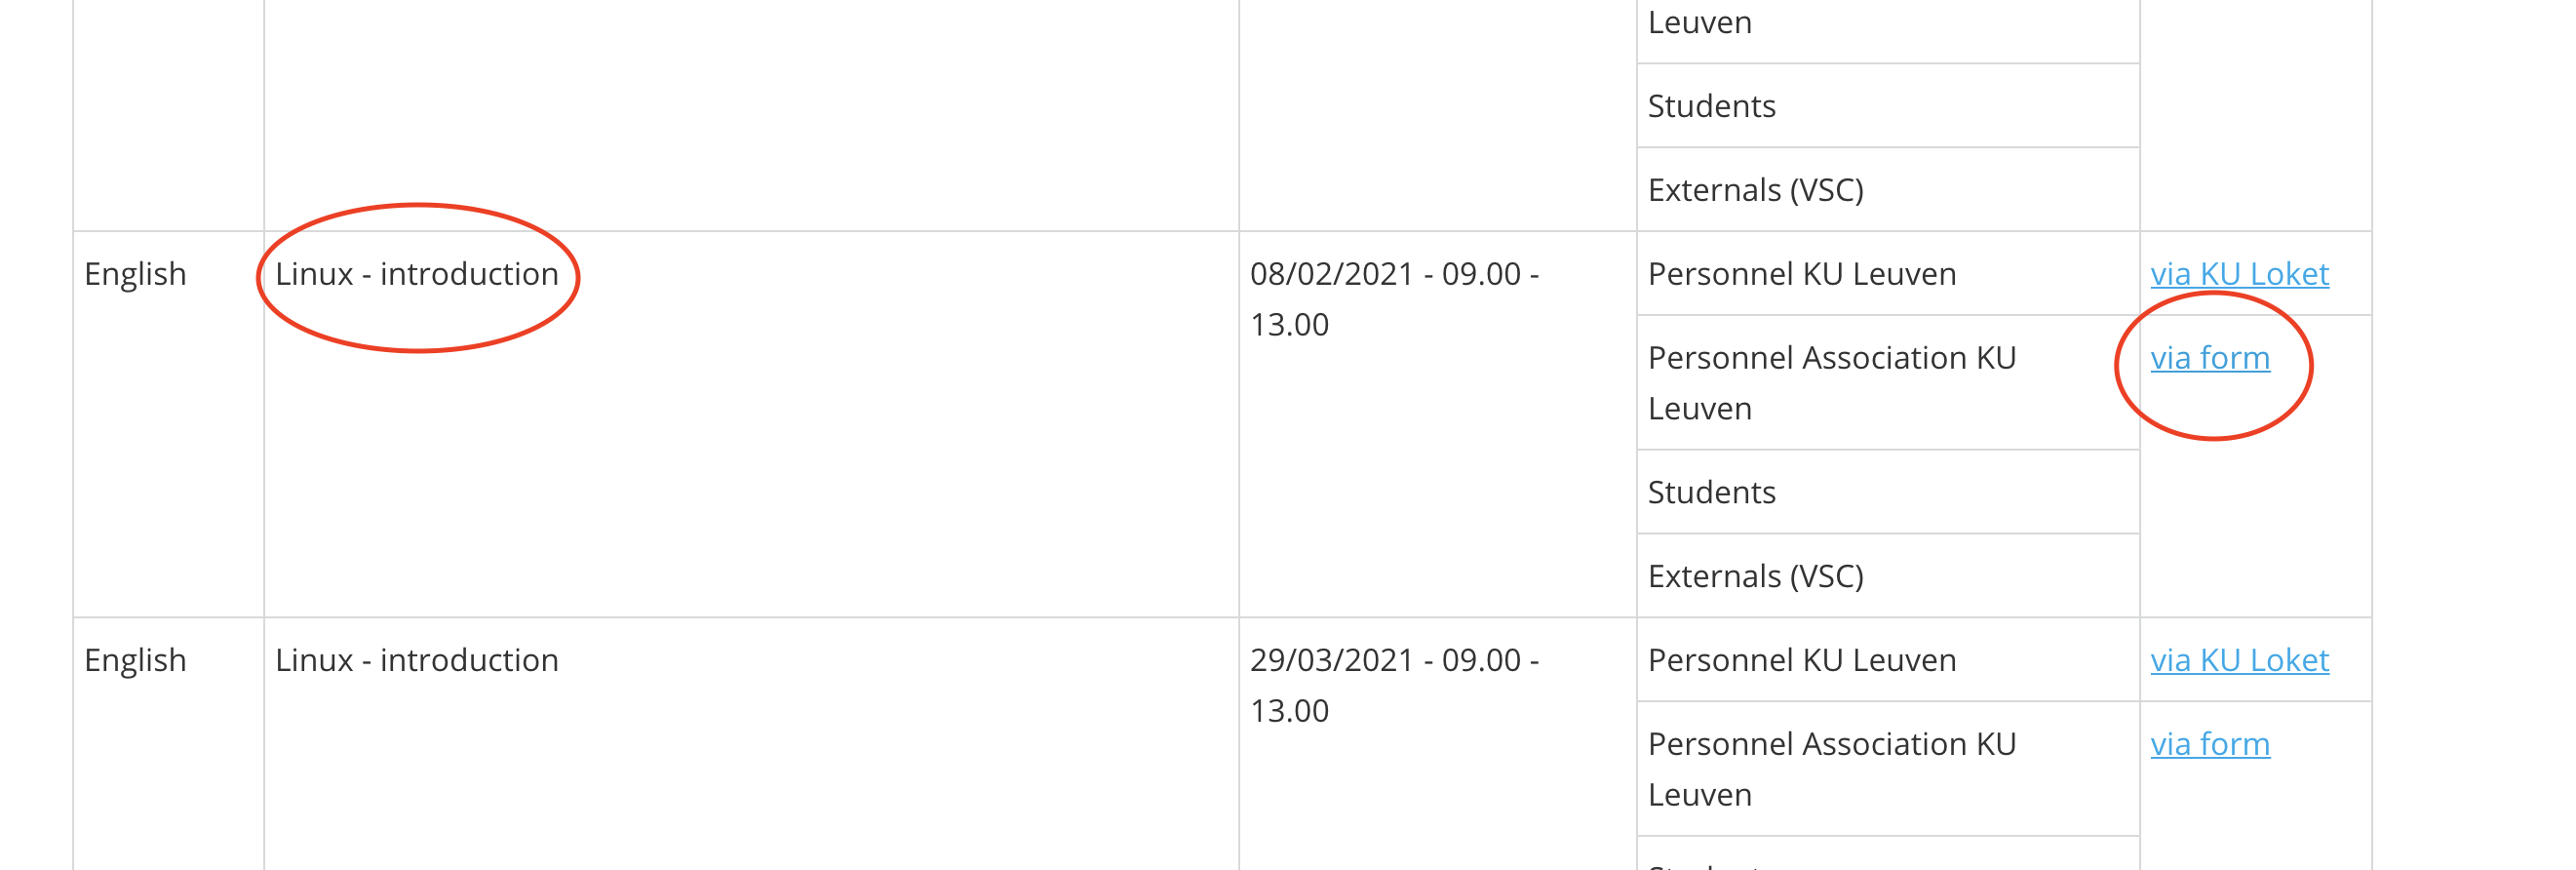 Leuven
Students
Externals (VSC)
English
Linux - introduction
08/02/2021 - 09.00 -
13.00
Personnel KU Leuven
via KU Loket
Personnel Association KU
Leuven
via form
Students
Externals (VSC)
English
Linux - introduction
29/03/2021 - 09.00 -
13.00
Personnel KU Leuven
via KU Loket
Personnel Association KU
Leuven
via form